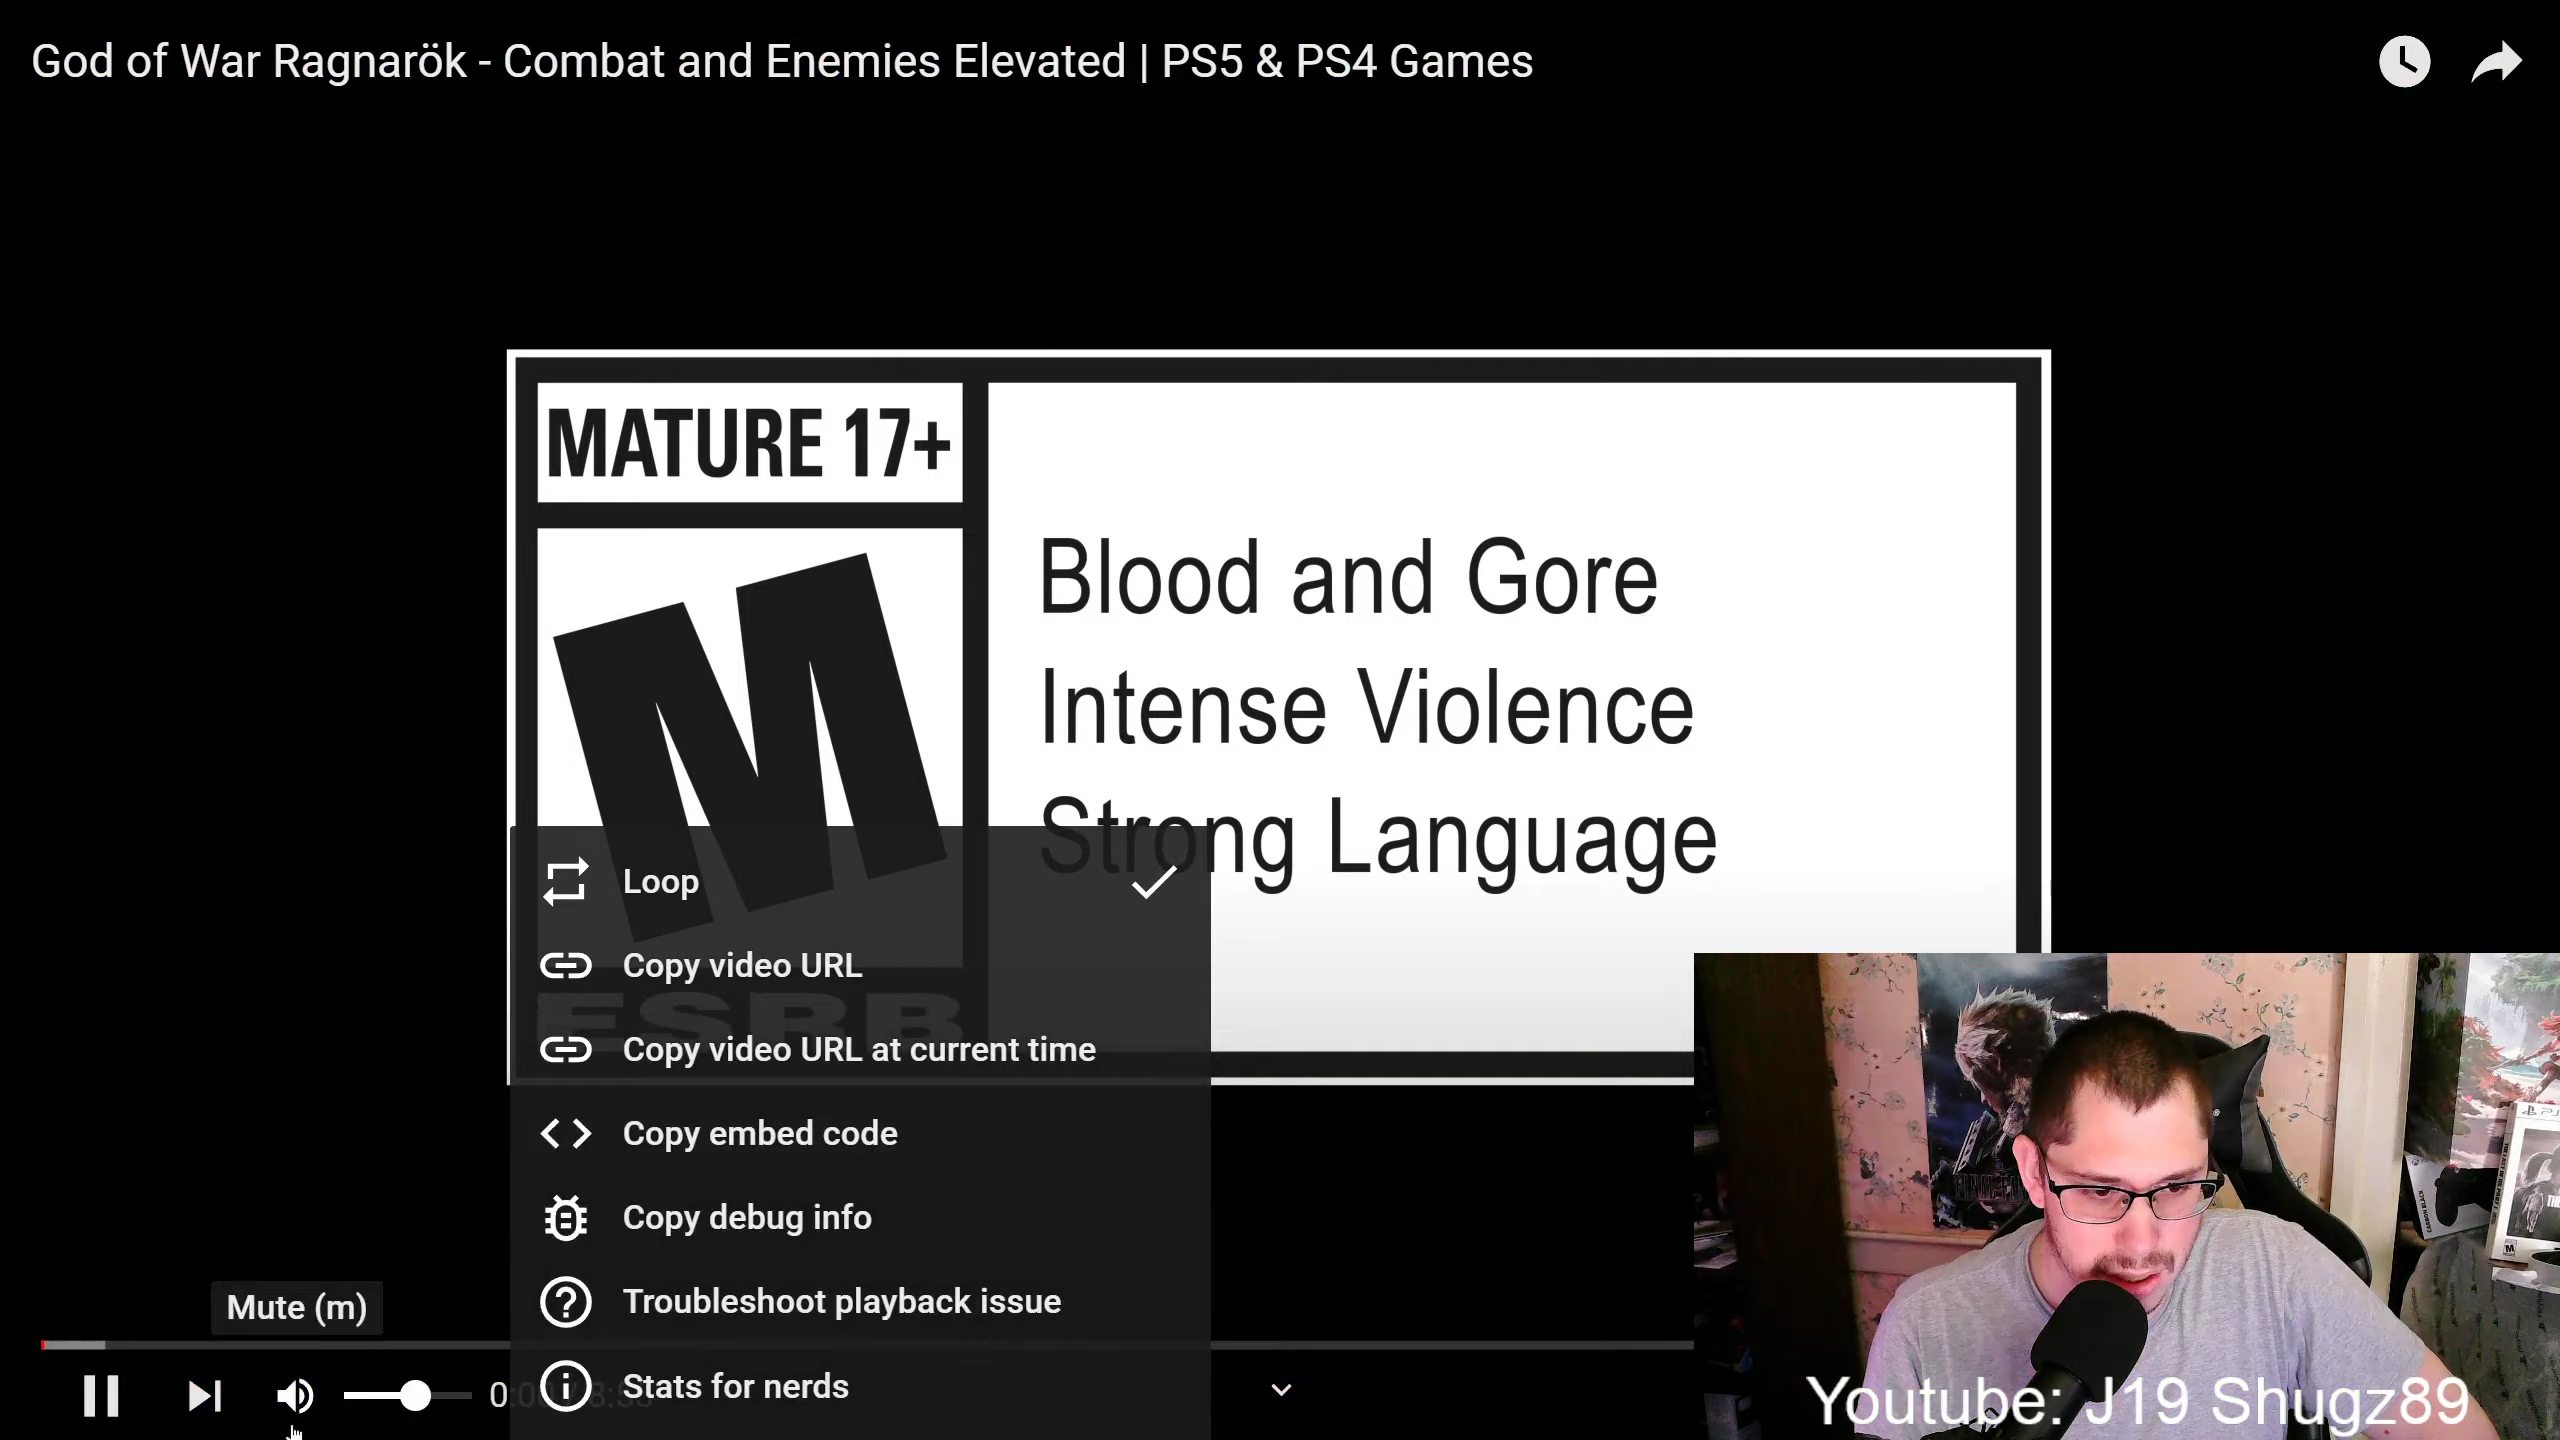 God of War Ragnarök - Combat and Enemies Elevated | PS5 & PS4 Games
MATURE 17+
M
Blood and Gore
Intense Violence
Strong Language
ESRB
Loop
Copy video URL
Copy video URL at current time
Copy embed code
Copy debug info
Troubleshoot playback issue
Stats for nerds
Mute (m)
Youtube: J19 Shugz89